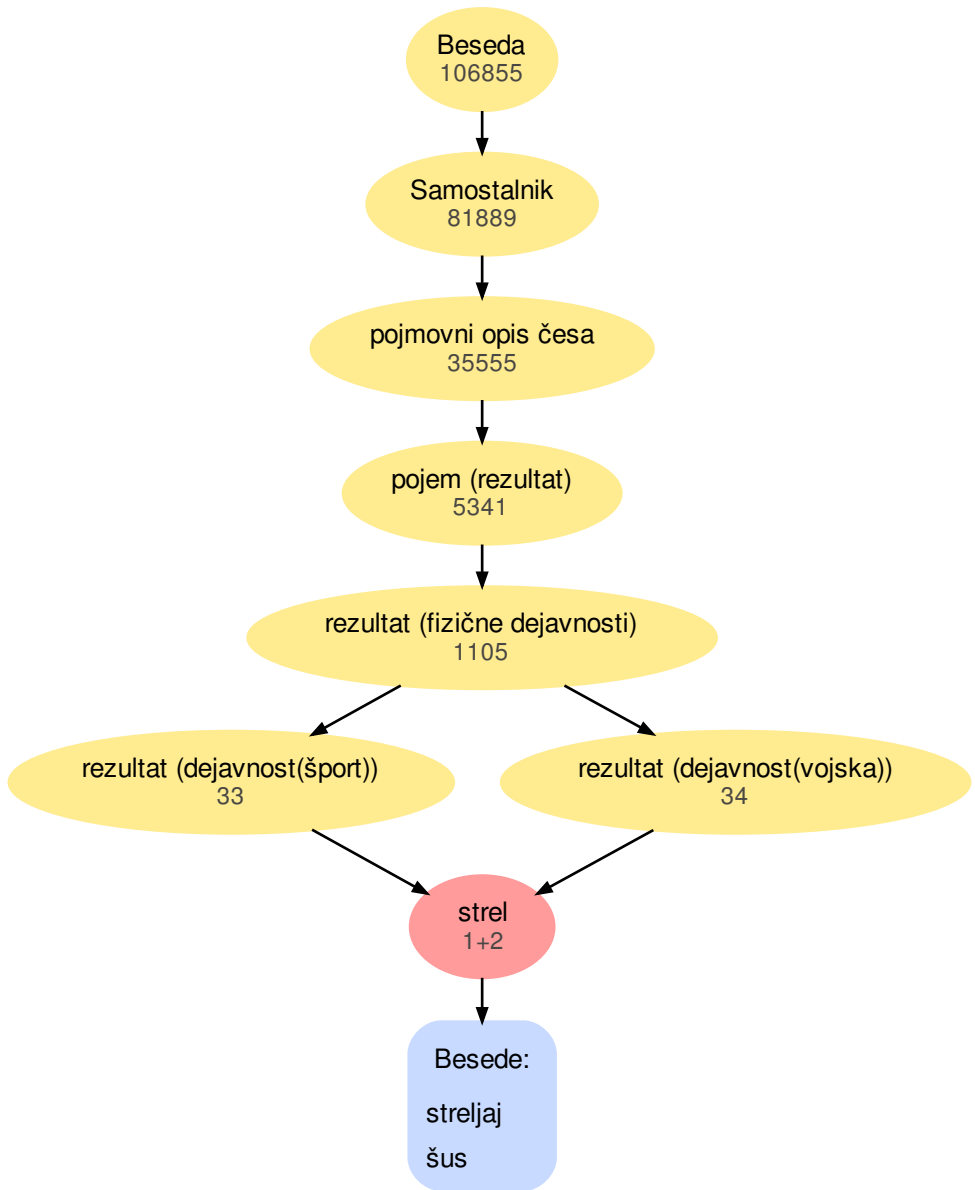 Beseda
106855
Samostalnik
81889
pojmovni opis česa
35555
pojem (rezultat)
5341
rezultat (fizične dejavnosti)
1105
rezultat (dejavnost(šport))
33
rezultat (dejavnost(vojska))
34
strel
1+2
Besede:
streljaj
šus